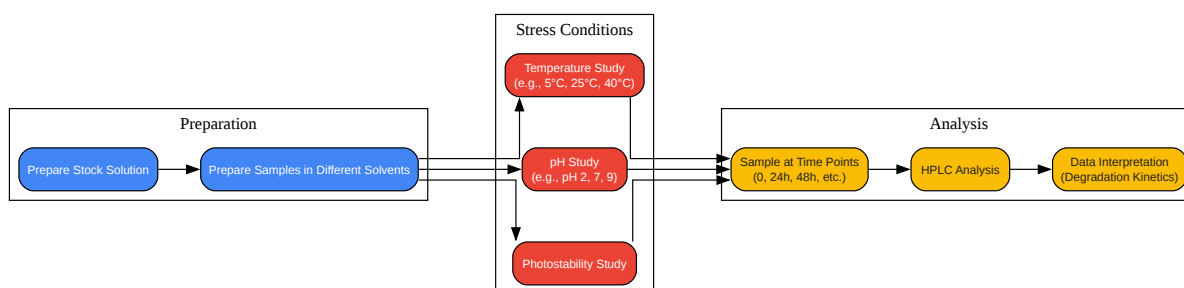 Preparation
Prepare Stock Solution
Prepare Samples in Different Solvents
Stress Conditions
Temperature Study
(e.g., 5°C, 25°C, 40°C)
pH Study
(e.g., pH 2, 7, 9)
Photostability Study
Analysis
Sample at Time Points
(0, 24h, 48h, etc.)
HPLC Analysis
Data Interpretation
(Degradation Kinetics)